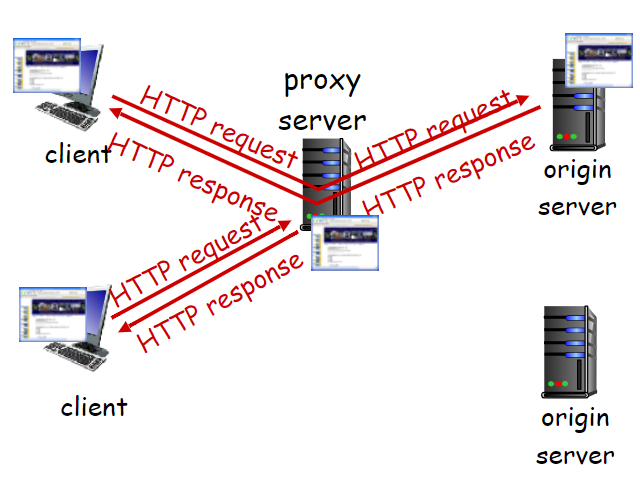 proxy
server
client
HTTP request
HTTP response
HTTP request
HTTP response
origin
server
HTTP request
HTTP response
client
origin
server